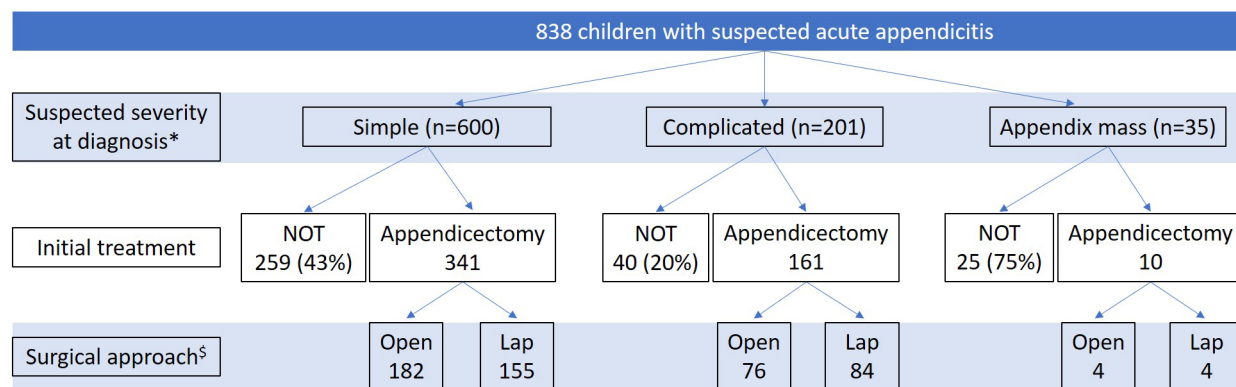 838 children with suspected acute appendicitis
Suspected severity
at diagnosis*
Simple (n=600)
Complicated (n=201)
Appendix mass (n=35)
Initial treatment
NOT
259 (43%)
Appendicectomy
341
NOT
40 (20%)
Appendicectomy
161
NOT
25 (75%)
Appendicectomy
10
Surgical approach$
Open
182
Lap
155
Open
76
Lap
84
Open
4
Lap
4